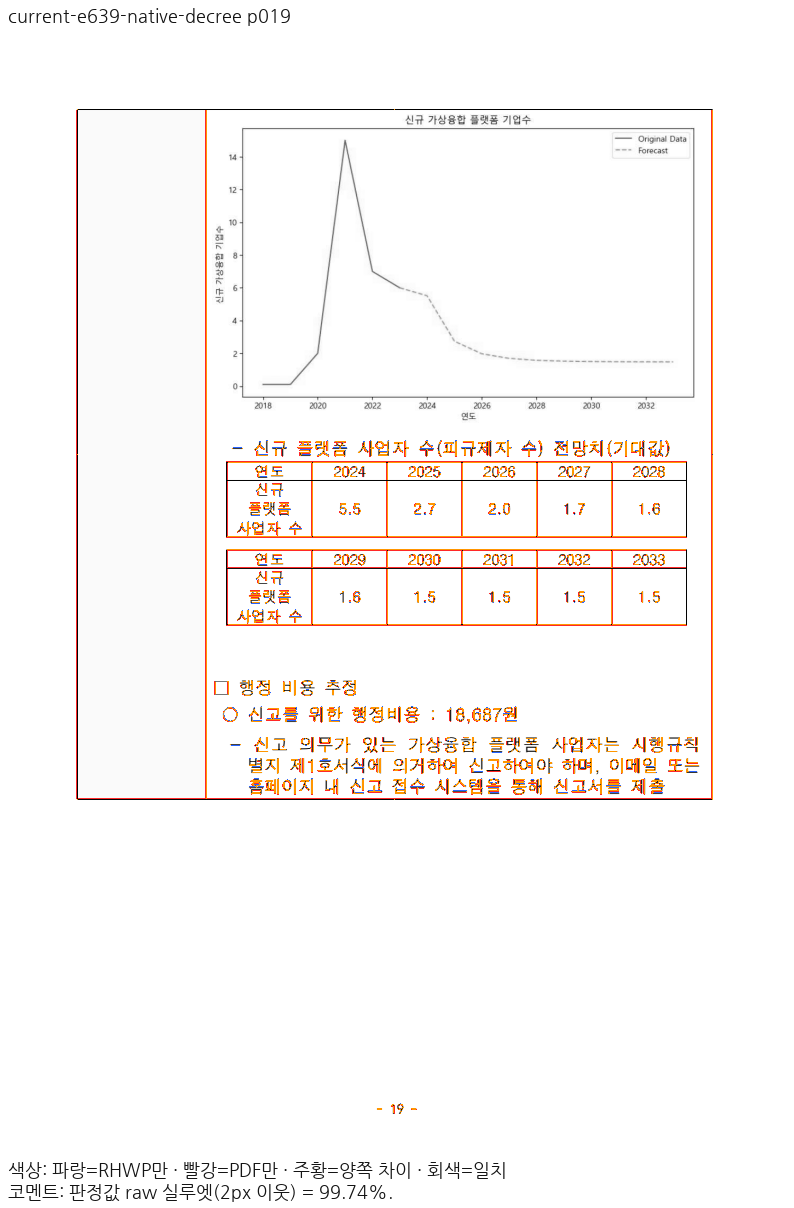 current-e639-native-decree p019
신규 가상융합 플랫폼 기업수
Original Data
Forecast
신규 가상융합 기업수
14
12
10
8
6
4
2
0
2018 2020 2022 2024 2026 2028 2030 2032
연도
- 신규 플랫폼 사업자 수(피규제자 수) 전망치(기대값)
연도 2024 2025 2026 2027 2028
신규
플랫폼 5.5 2.7 2.0 1.7 1.6
사업자 수
연도 2029 2030 2031 2032 2033
신규
플랫폼 1.6 1.5 1.5 1.5 1.5
사업자 수
□ 행정 비용 추정
○ 신고를 위한 행정비용 : 18,687원
- 신고 의무가 있는 가상융합 플랫폼 사업자는 시행규칙
별지 제1호서식에 의거하여 신고하여야 하며, 이메일 또는
홈페이지 내 신고 접수 시스템을 통해 신고서를 제출
- 19 -
색상: 파랑=RHWP만 · 빨강=PDF만 · 주황=양쪽 차이 · 회색=일치
코멘트: 판정값 raw 실루엣(2px 이웃) = 99.74%.